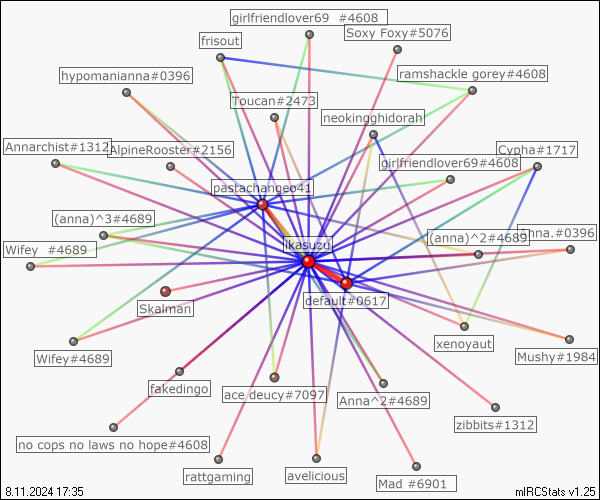 girlfriendlover69 #4608
Soxy Foxy#5076
frisout
hypomanianna#0396
ramshackle gorey#4608
Toucan#2473
neokingghidorah
Annarchist#1312
AlpineRooster#2156
Cypha#1717
girlfriendlover69#4608
pastachangeo41
(anna)^3#4689
Wifey #4689
(anna)^2#4689
Anna.#0396
ikasuzu
default#0617
Skalman
xenoyaut
Mushy#1984
Wifey#4689
fakedingo
ace deucy#7097
Anna^2#4689
zibbits#1312
no cops no laws no hope#4608
rattgaming
avelicious
Mad #6901
8.11.2024 17:35
mIRCStats v1.25